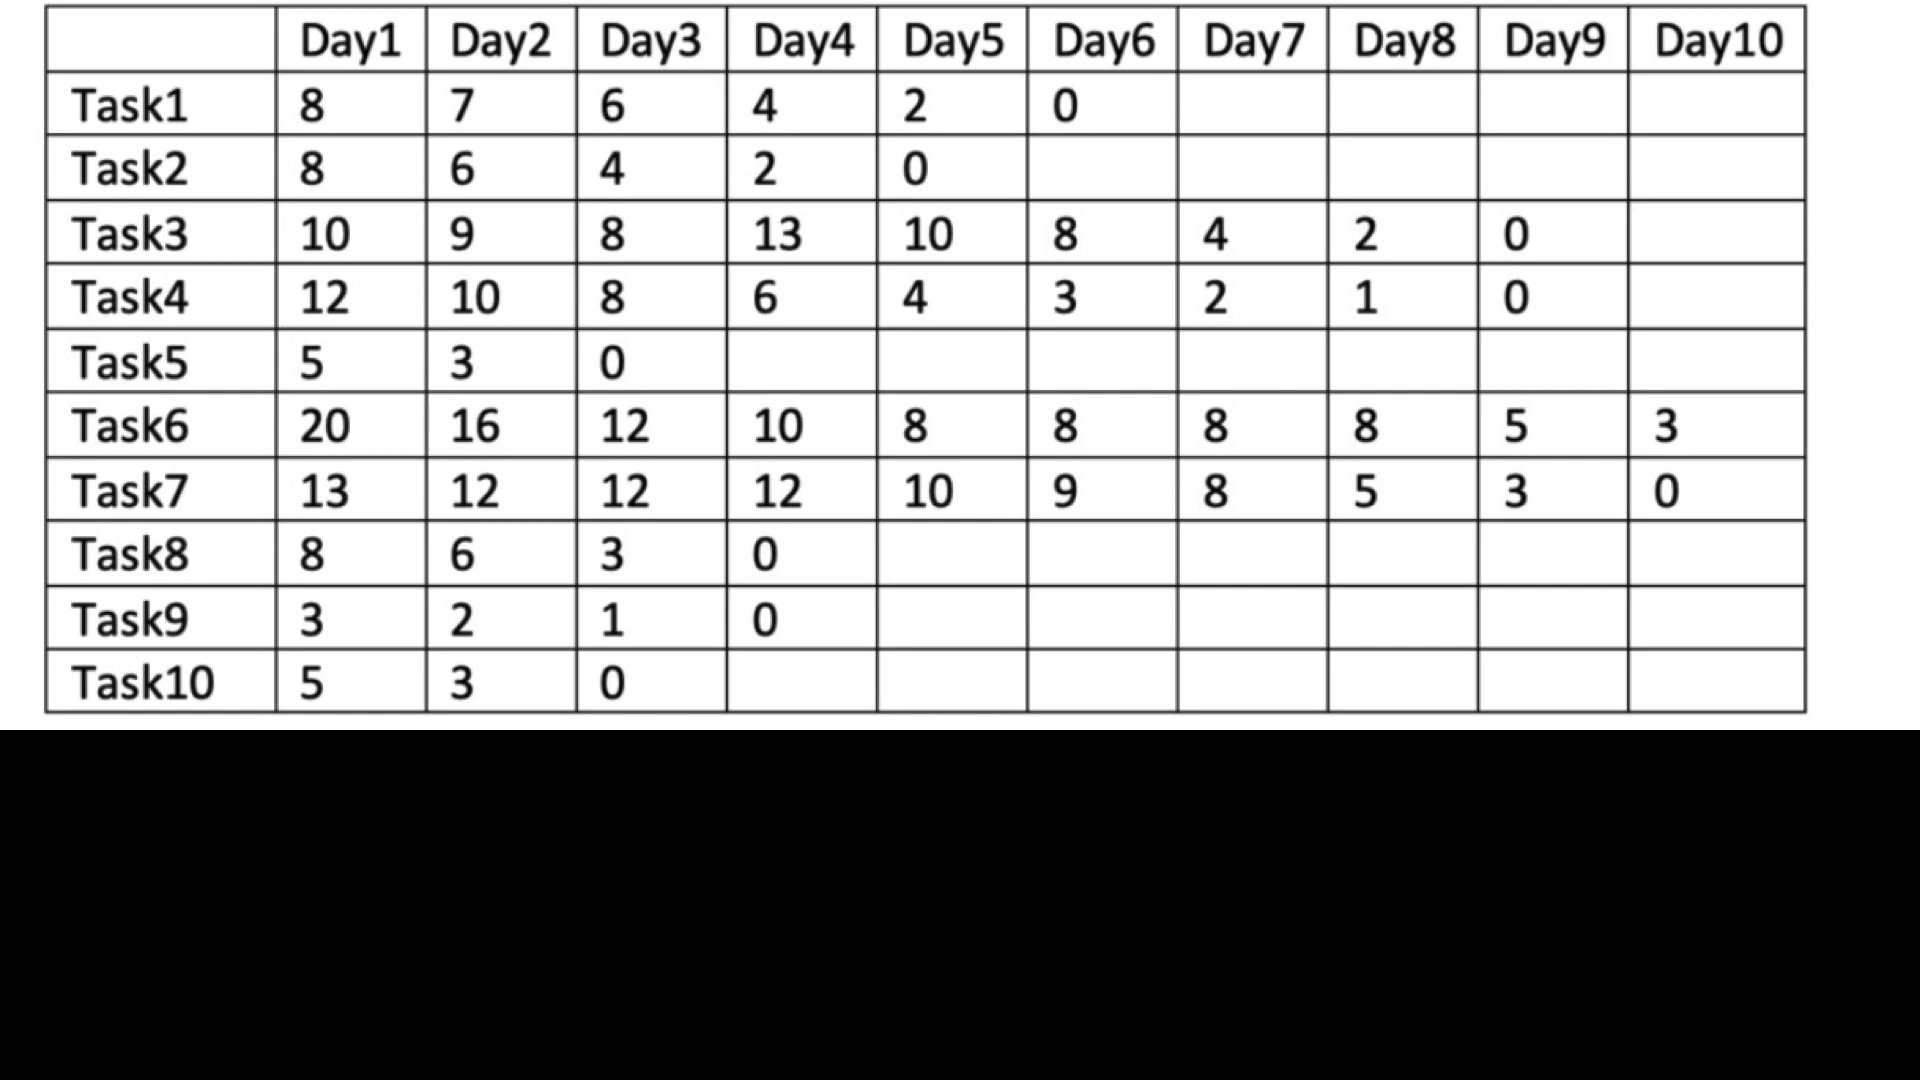 Day1 Day2 Day3 Day4 Day5 Day6 Day7 Day8 Day9 Day10
Task1 8 7 6 4 2 0
Task2 8 6 4 2 0
Task3 10 9 8 13 10 8 4 2 0
Task4 12 10 8 6 4 3 2 1 0
Task5 5 3 0
Task6 20 16 12 10 8 8 8 8 5 3
Task7 13 12 12 12 10 9 8 5 3 0
Task8 8 6 3 0
Task9 3 2 1 0
Task10 5 3 0